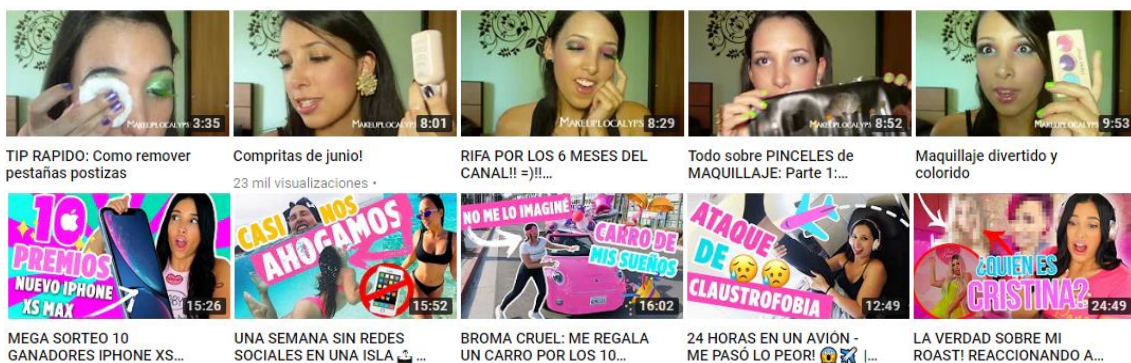 3:35
8:01
MAKEUPLOCALYPS 8:29
MAKEUPLOCALYPS 8:52
MAKEUPLOCALYPS 9:53
TIP RAPIDO: Como remover
pestañas postizas
Compritas de junio!
23 mil visualizaciones •
RIFA POR LOS 6 MESES DEL
CANAL!! =)!!...
Todo sobre PINCELES de
MAQUILLAJE: Parte 1:...
Maquillaje divertido y
colorido
10
PREMIOS
NUEVO IPHONE
XS MAX
15:26
CASI NOS
AHOGAMOS
15:52
NO ME LO IMAGINE
CARRO DE
MIS SUEÑOS
16:02
ATAQUE
DE
CLAUSTROFOBIA
12:49
¿QUIÉN ES
CRISTINA?
24:49
MEGA SORTEO 10
GANADORES IPHONE XS...
UNA SEMANA SIN REDES
SOCIALES EN UNA ISLA 🏝 ...
BROMA CRUEL: ME REGALA
UN CARRO POR LOS 10...
24 HORAS EN UN AVIÓN -
ME PASÓ LO PEOR! 😱✈️ |...
LA VERDAD SOBRE MI
ROAST! REACCIONANDO A...